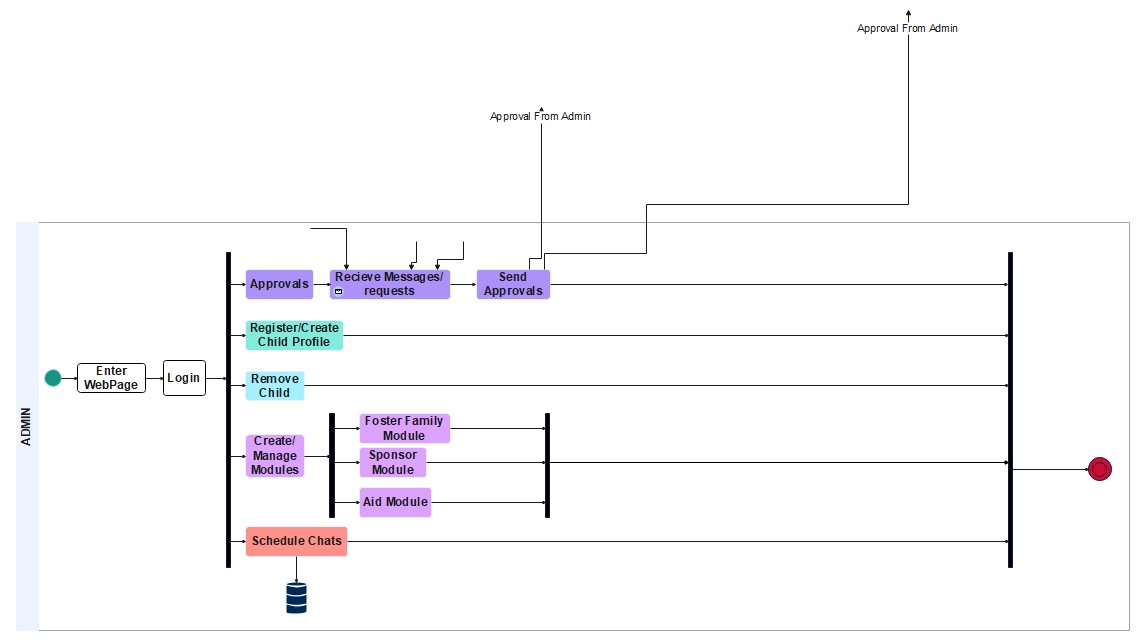 Approval From Admin
Approval From Admin
ADMIN
Approvals
Recieve Messages/
requests
Send
Approvals
Register/Create
Child Profile
Enter
WebPage
Login
Remove
Child
Create/
Manage
Modules
Foster Family
Module
Sponsor
Module
Aid Module
Schedule Chats